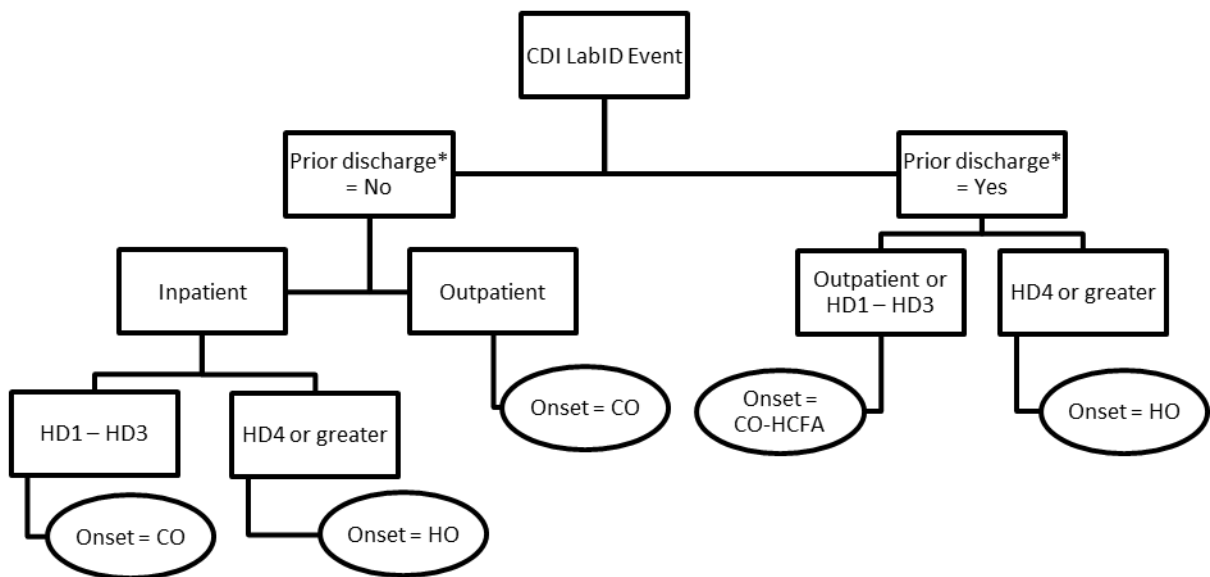 CDI LabID Event
Prior discharge*
= No
Prior discharge*
= Yes
Inpatient
Outpatient
Outpatient or
HD1 – HD3
HD4 or greater
HD1 – HD3
HD4 or greater
Onset = CO
Onset =
CO-HCFA
Onset = HO
Onset = CO
Onset = HO